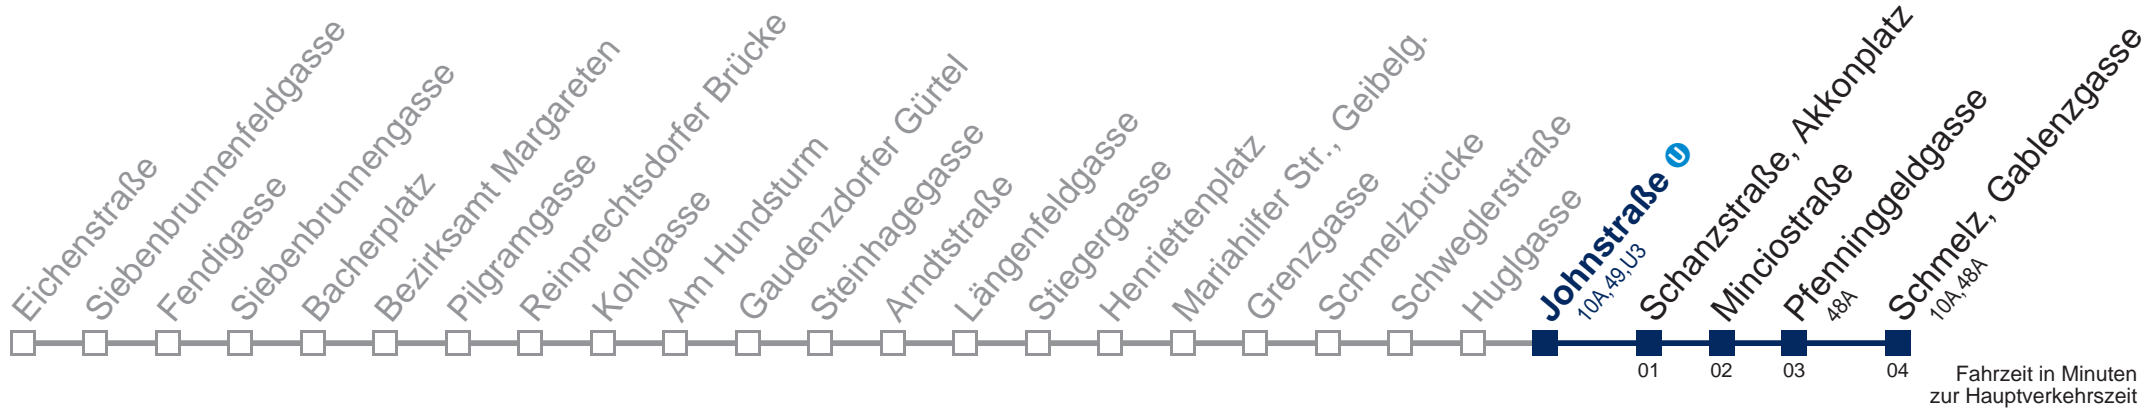 Eichenstraße
Siebenbrunnenfeldgasse
Fendigasse
Siebenbrunnengasse
Bacherplatz
Bezirksamt Margareten
Pilgramgasse
Reinprechtsdorfer Brücke
Kohlgasse
Am Hundsturm
Gaudenzdorfer Gürtel
Steinhagegasse
Arndtstraße
Längenfeldgasse
Stiegergasse
Henriettenplatz
Mariahilfer Str., Geibelg.
Grenzgasse
Schmelzbrücke
Schweglerstraße
Huglgasse
Johnstraße U
10A, 49, U3
Schanzstraße, Akkonplatz
01
Minciostraße
02
Pfenninggeldgasse
48A
03
Schmelz, Gablenzgasse
10A, 48A
04
Fahrzeit in Minuten
zur Hauptverkehrszeit